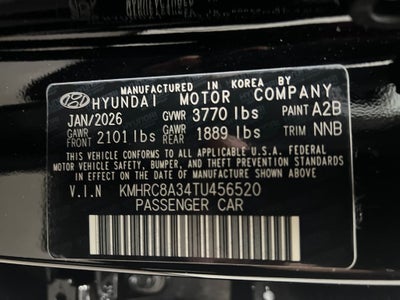 MANUFACTURED IN KOREA BY
HYUNDAI MOTOR COMPANY
JAN/2026 GVWR 3770 lbs PAINT A2B
GAWR FRONT 2101 lbs GAWR REAR 1889 lbs TRIM NNB
THIS VEHICLE CONFORMS TO ALL APPLICABLE U.S. FEDERAL
MOTOR VEHICLE SAFETY, BUMPER, AND THEFT PREVENTION STANDARDS
IN EFFECT ON THE DATE OF MANUFACTURE SHOWN ABOVE.
V.I.N KMHRC8A34TU456520
PASSENGER CAR